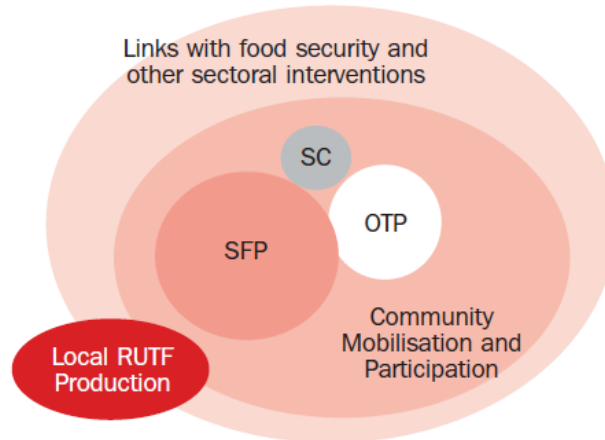 Links with food security and
other sectoral interventions
SC
SFP
OTP
Community
Mobilisation and
Participation
Local RUTF
Production